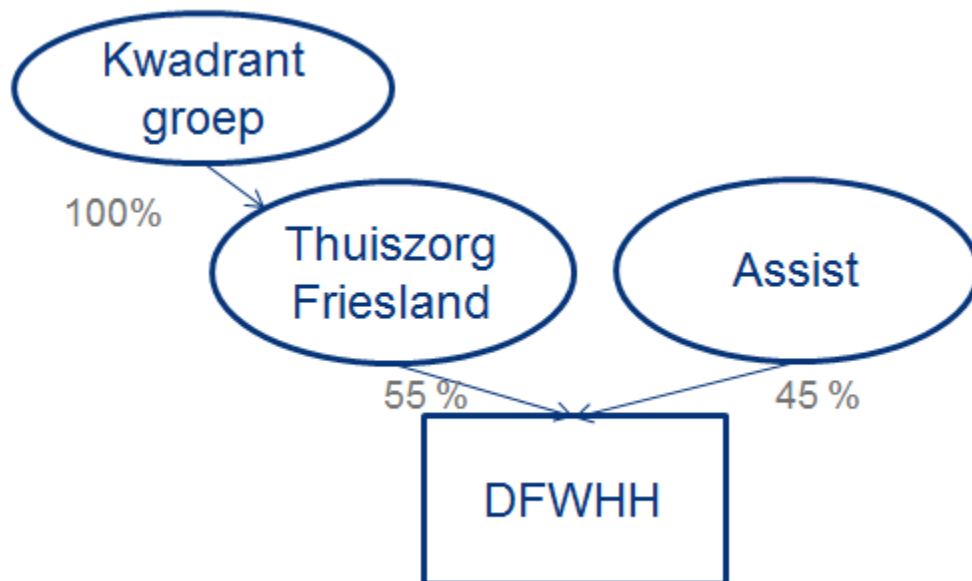 Kwadrant
groep
100%
Thuiszorg
Friesland
Assist
55 %
45 %
DFWHH